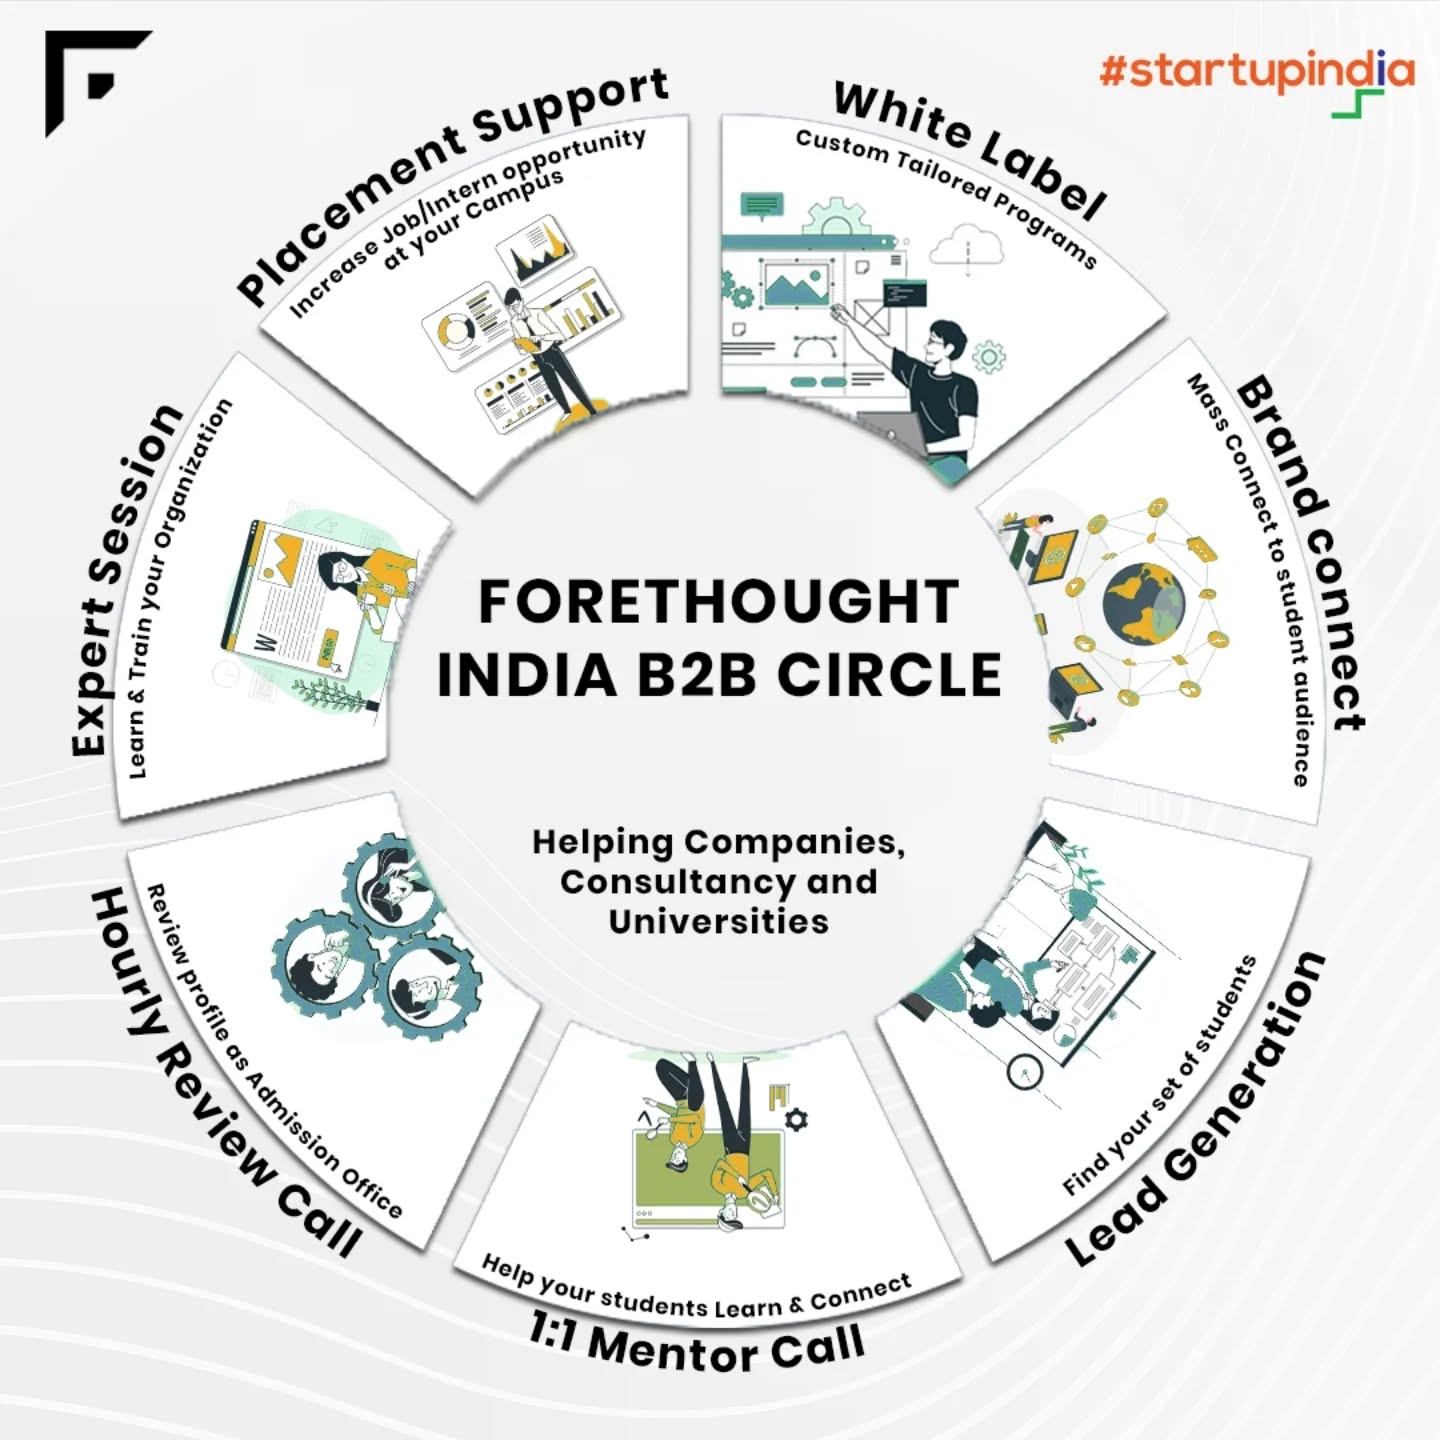 #startupindia
FORETHOUGHT
INDIA B2B CIRCLE
Helping Companies,
Consultancy and
Universities
White Label
Custom Tailored Programs
Brand connect
Mass Connect to student audience
Lead Generation
Find your set of students
1:1 Mentor Call
Help your students Learn & Connect
Hourly Review Call
Review profile as Admission Office
Expert Session
Learn & Train your Organization
Placement Support
Increase Job/Intern opportunity
at your Campus